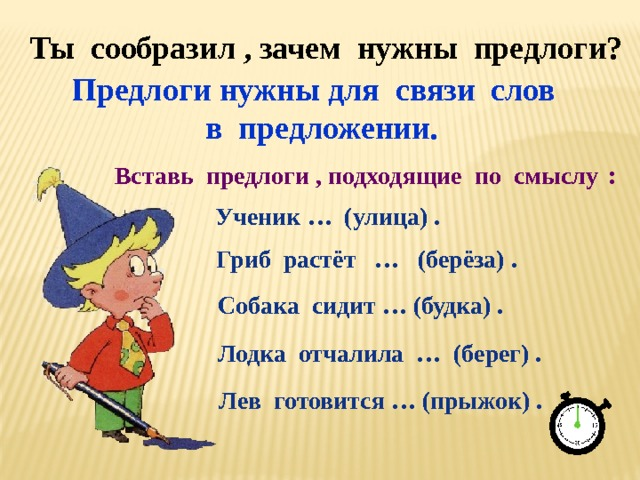 Ты сообразил , зачем нужны предлоги?
Предлоги нужны для связи слов
в предложении.
Вставь предлоги , подходящие по смыслу :
Ученик … (улица) .
Гриб растёт … (берёза) .
Собака сидит … (будка) .
Лодка отчалила … (берег) .
Лев готовится … (прыжок) .